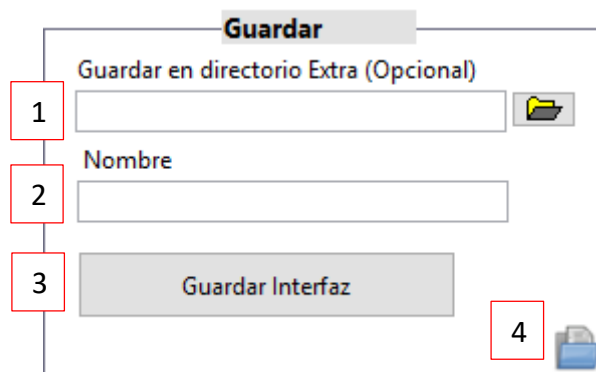 Guardar
Guardar en directorio Extra (Opcional)
1
Nombre
2
3 Guardar Interfaz
4